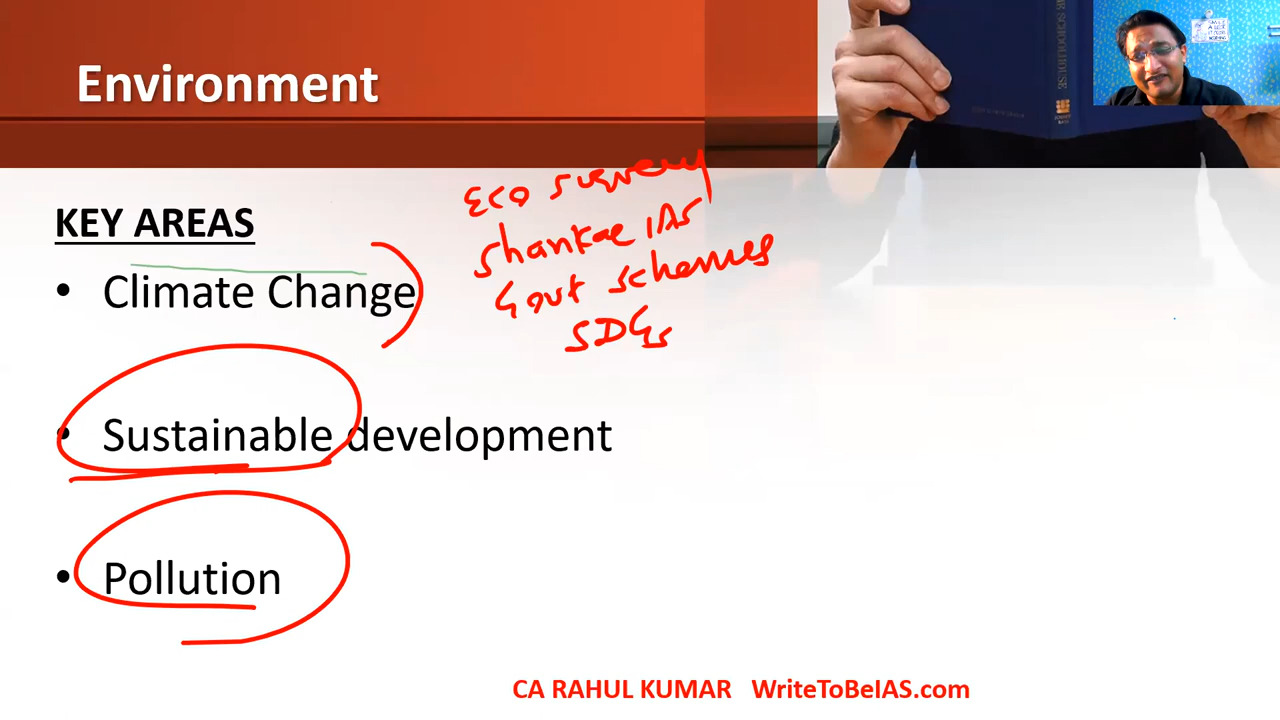 Environment
KEY AREAS
• Climate Change
• Sustainable development
• Pollution
Eco survey
Shankar IAS
Govt Schemes
SDGs
SCHOOLHOUSE
CA RAHUL KUMAR WriteToBeIAS.com